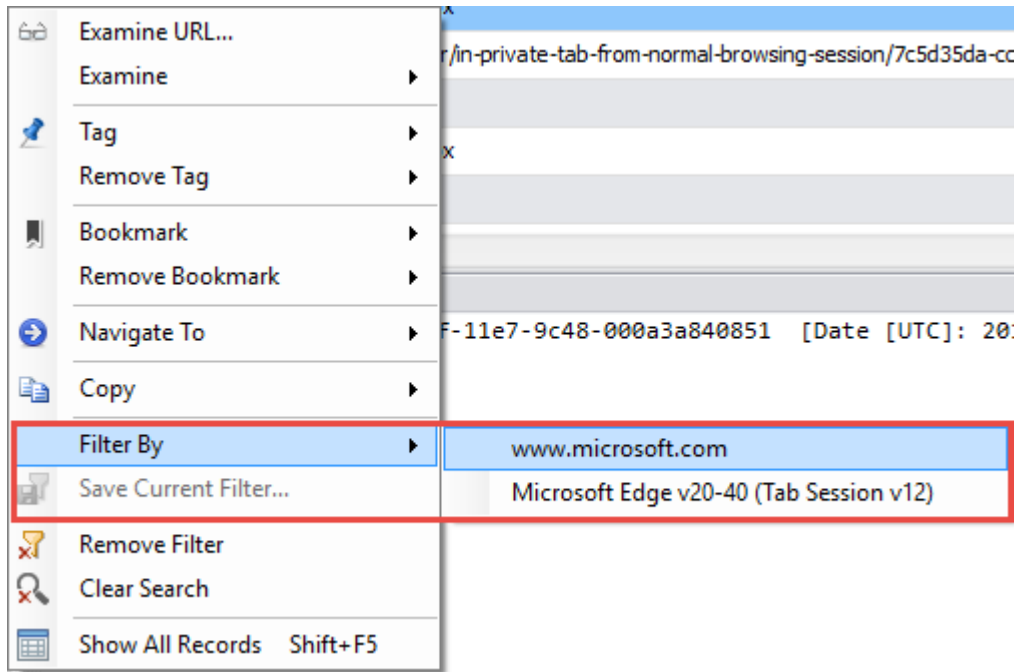 Examine URL...
Examine
Tag
Remove Tag
Bookmark
Remove Bookmark
Navigate To
Copy
Filter By
Save Current Filter...
Remove Filter
Clear Search
Show All Records Shift+F5
x
r/in-private-tab-from-normal-browsing-session/7c5d35da-cc
x
f-11e7-9c48-000a3a840851 [Date [UTC]: 201
www.microsoft.com
Microsoft Edge v20-40 (Tab Session v12)